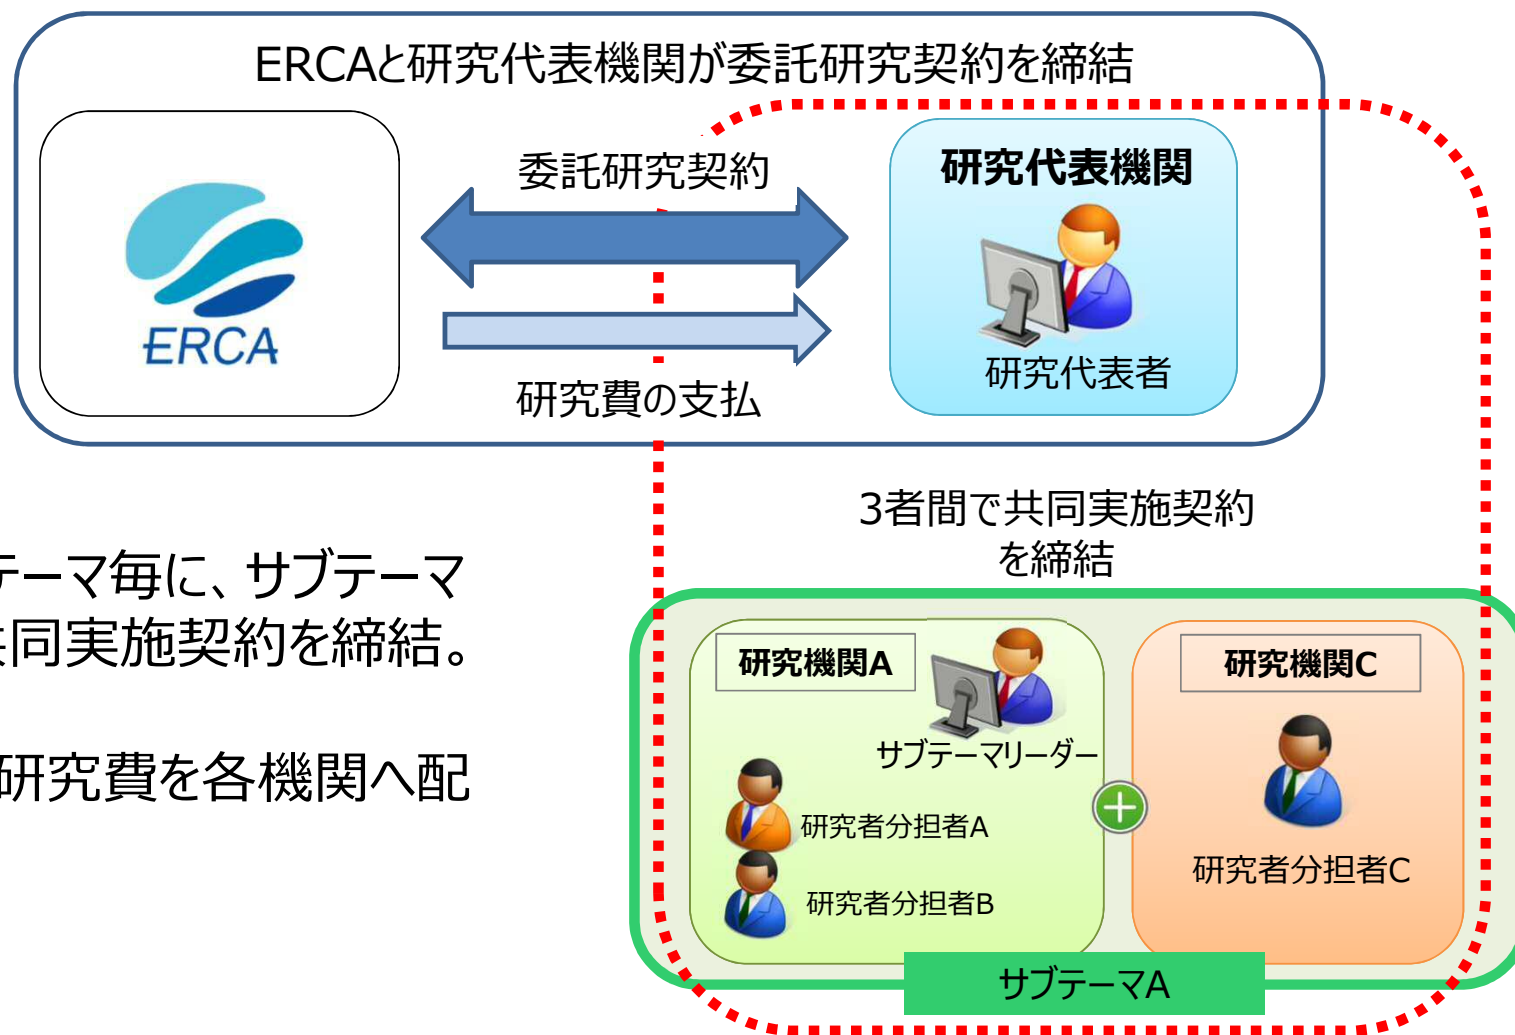 ERCAと研究代表機関が委託研究契約を締結
委託研究契約
研究代表機関
ERCA
研究代表者
研究費の支払
3者間で共同実施契約
を締結
テーマ毎に、サブテーマ
共同実施契約を締結。
研究費を各機関へ配
研究機関A
サブテーマリーダー
研究者分担者A
研究者分担者B
研究機関C
研究者分担者C
サブテーマA